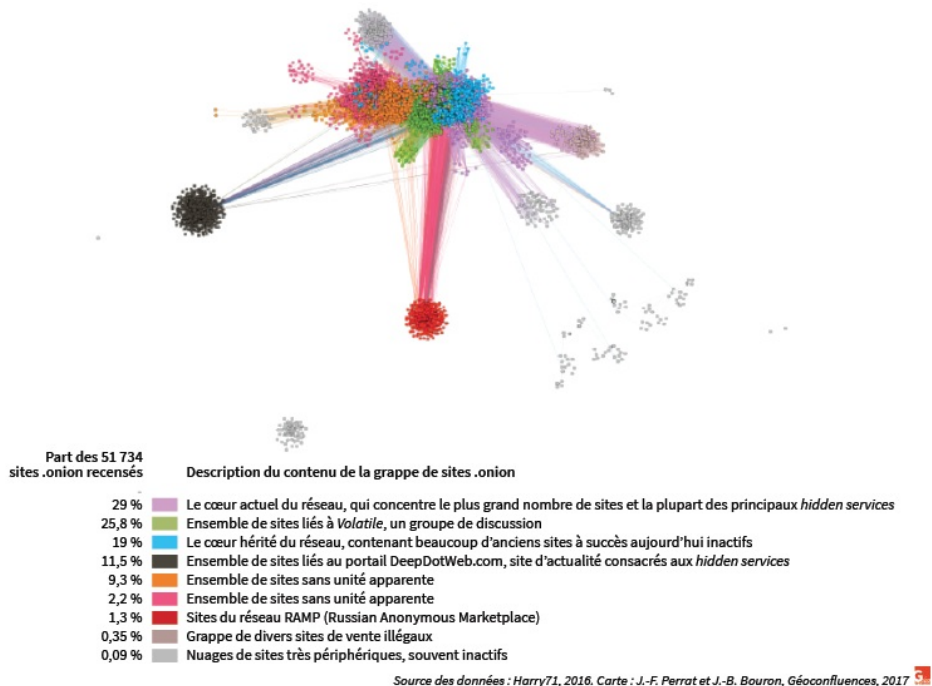 Part des 51 734
sites .onion recensés
Description du contenu de la grappe de sites .onion
29 % Le cœur actuel du réseau, qui concentre le plus grand nombre de sites et la plupart des principaux hidden services
25,8 % Ensemble de sites liés à Volatile, un groupe de discussion
19 % Le cœur hérité du réseau, contenant beaucoup d'anciens sites à succès aujourd'hui inactifs
11,5 % Ensemble de sites liés au portail DeepDotWeb.com, site d'actualité consacrés aux hidden services
9,3 % Ensemble de sites sans unité apparente
2,2 % Ensemble de sites sans unité apparente
1,3 % Sites du réseau RAMP (Russian Anonymous Marketplace)
0,35 % Grappe de divers sites de vente illégaux
0,09 % Nuages de sites très périphériques, souvent inactifs
Source des données : Harry71, 2016. Carte : J.-F. Perrat et J.-B. Bouron, Géoconfluences, 2017